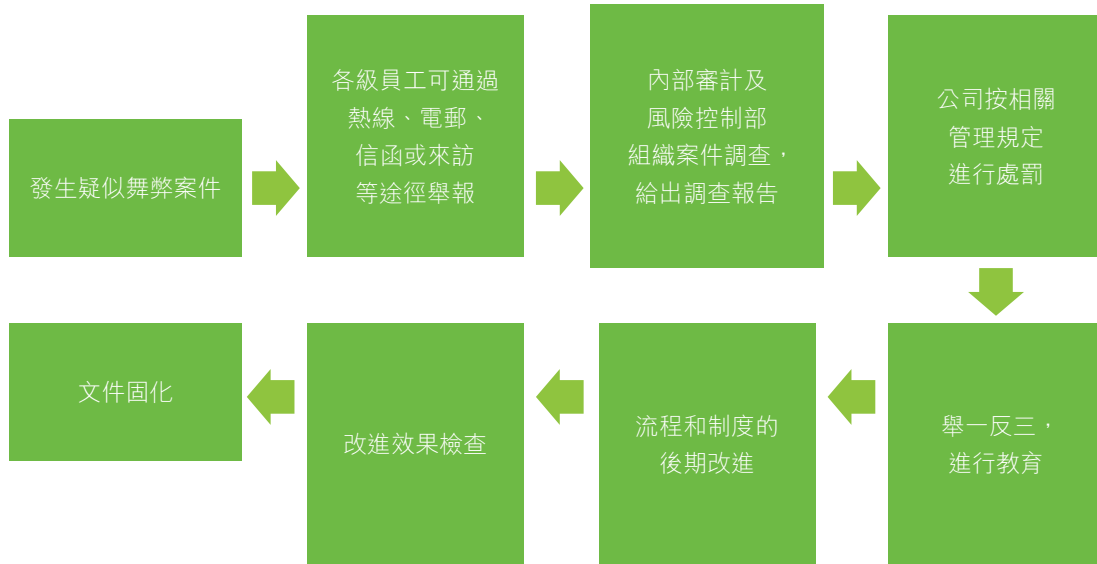 發生疑似舞弊案件
各級員工可通過
熱線、電郵、
信函或來訪
等途徑舉報
內部審計及
風險控制部
組織案件調查，
給出調查報告
公司按相關
管理規定
進行處罰
舉一反三，
進行教育
流程和制度的
後期改進
改進效果檢查
文件固化